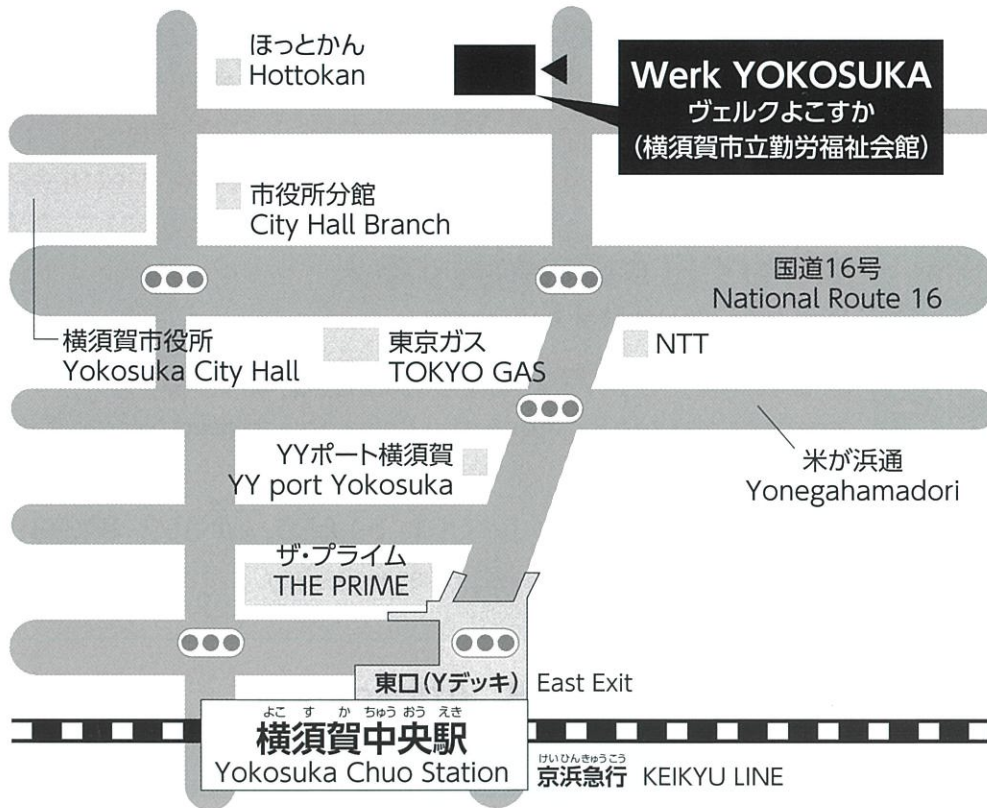 ほっとかん
Hottokan
Werk YOKOSUKA
ヴェルクよこすか
(横須賀市立勤労福祉会館)
市役所分館
City Hall Branch
国道16号
National Route 16
横須賀市役所
Yokosuka City Hall
東京ガス
TOKYO GAS
NTT
YYポート横須賀
YY port Yokosuka
米が浜通
Yonegahamadori
ザ・プライム
THE PRIME
東口(Yデッキ) East Exit
よこすかちゅうおうえき
横須賀中央駅
Yokosuka Chuo Station
けいひんきゅうこう
京浜急行 KEIKYU LINE